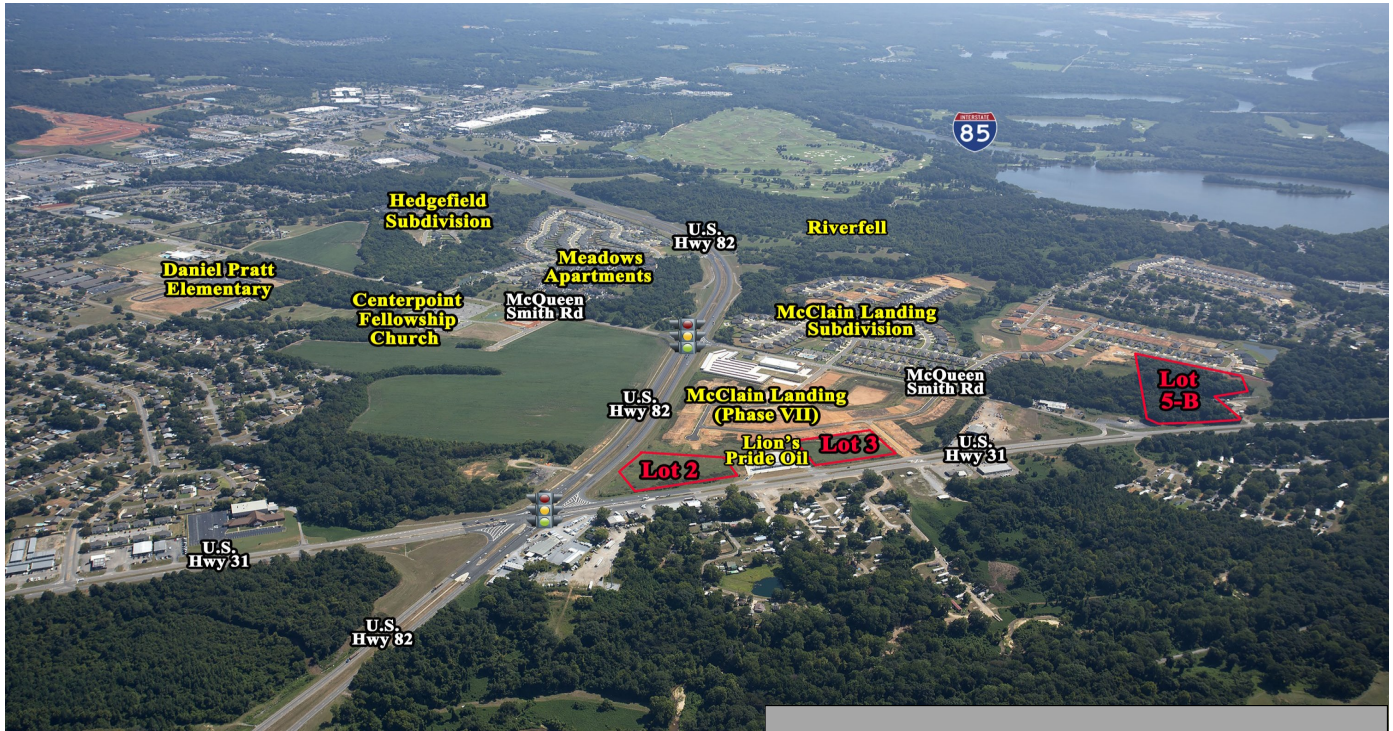 INTERSTATE
85
Hedgefield
Subdivision
Riverfell
U.S.
Hwy 82
Meadows
Apartments
Daniel Pratt
Elementary
Centerpoint
Fellowship
Church
McQueen
Smith Rd
McClain Landing
Subdivision
McQueen
Smith Rd
Lot
5-B
U.S.
Hwy 82
McClain Landing
(Phase VII)
Lion's
Pride Oil
Lot 3
U.S.
Hwy 31
Lot 2
U.S.
Hwy 31
U.S.
Hwy 82